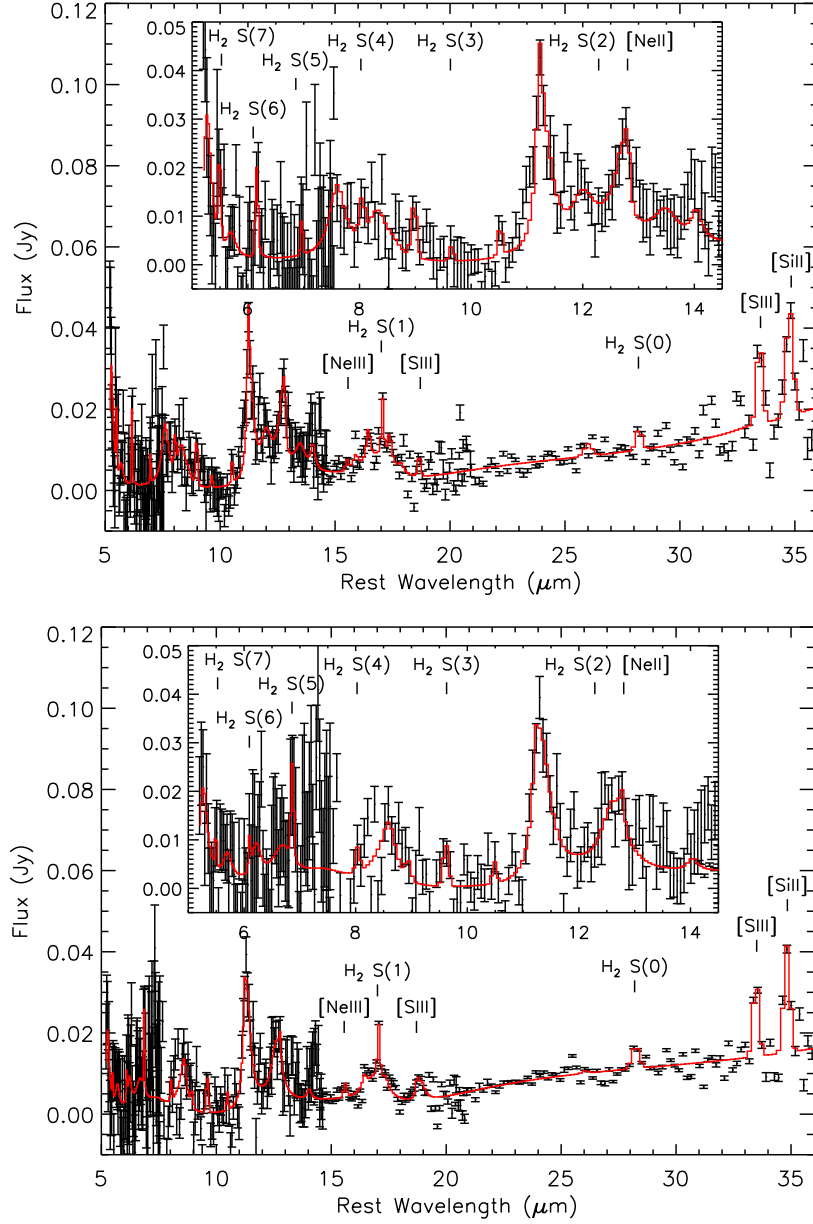 0.12
0.10
0.08
0.06
0.04
0.02
0.00
Flux (Jy)
0.05
0.04
0.03
0.02
0.01
0.00
H2 S(7)
H2 S(5)
H2 S(4)
H2 S(3)
H2 S(2)
[NeII]
H2 S(6)
6 8 10 12 14
H2 S(1)
[NeIII]
[SIII]
H2 S(0)
[SIII]
[SiII]
5 10 15 20 25 30 35
Rest Wavelength (μm)
0.12
0.10
0.08
0.06
0.04
0.02
0.00
Flux (Jy)
0.05
0.04
0.03
0.02
0.01
0.00
H2 S(7)
H2 S(5)
H2 S(4)
H2 S(3)
H2 S(2)
[NeII]
H2 S(6)
6 8 10 12 14
H2 S(1)
[NeIII]
[SIII]
H2 S(0)
[SIII]
[SiII]
5 10 15 20 25 30 35
Rest Wavelength (μm)